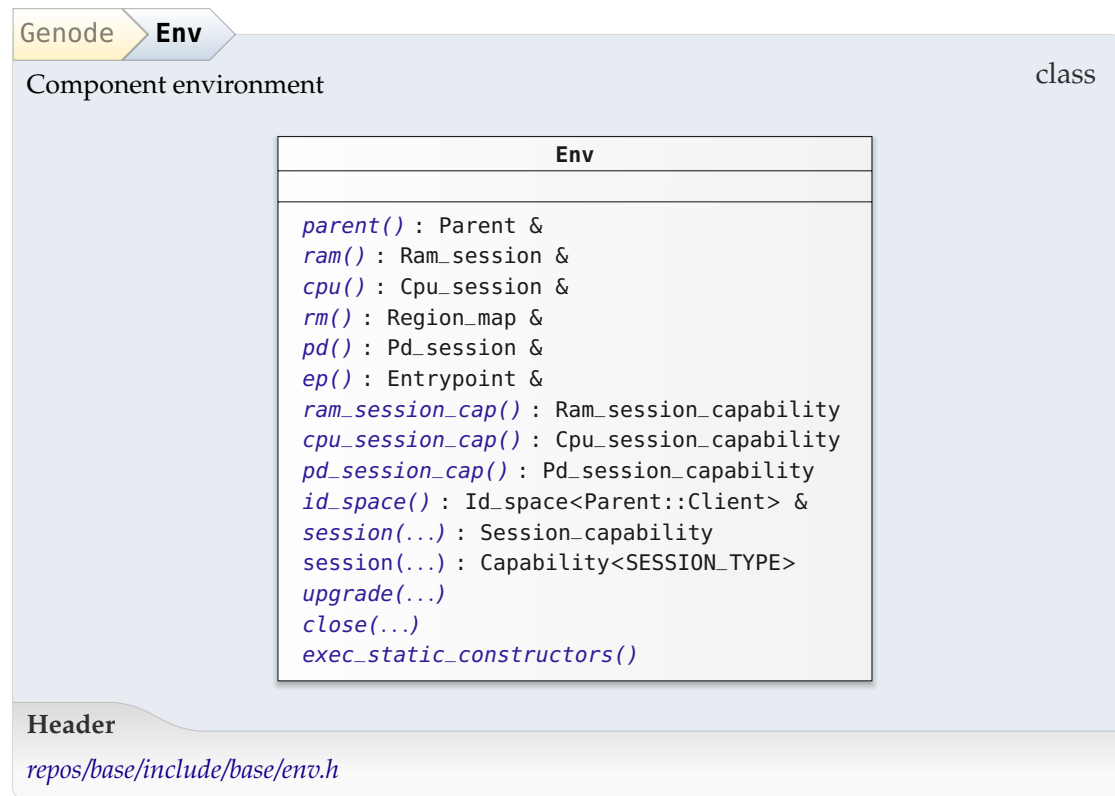 Genode Env
Component environment
class
Env
parent() : Parent &
ram() : Ram_session &
cpu() : Cpu_session &
rm() : Region_map &
pd() : Pd_session &
ep() : Entrypoint &
ram_session_cap() : Ram_session_capability
cpu_session_cap() : Cpu_session_capability
pd_session_cap() : Pd_session_capability
id_space() : Id_space<Parent::Client> &
session(...) : Session_capability
session(...) : Capability<SESSION_TYPE>
upgrade(...)
close(...)
exec_static_constructors()
Header
repos/base/include/base/env.h